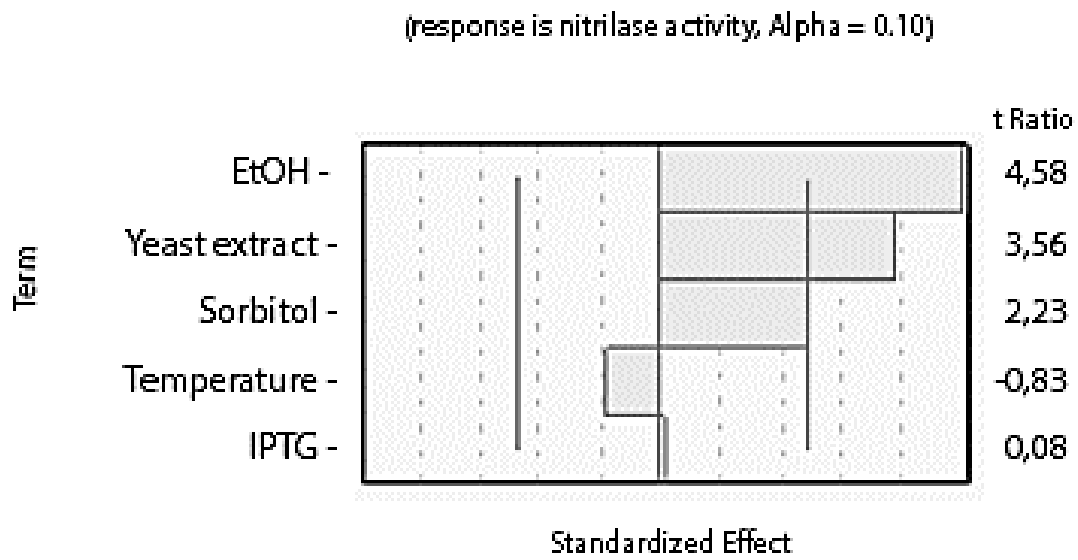 (response is nitrilase activity, Alpha = 0.10)
t Ratio
EtOH - 4,58
Yeast extract - 3,56
Sorbitol - 2,23
Temperature - -0,83
IPTG - 0,08
Term
Standardized Effect